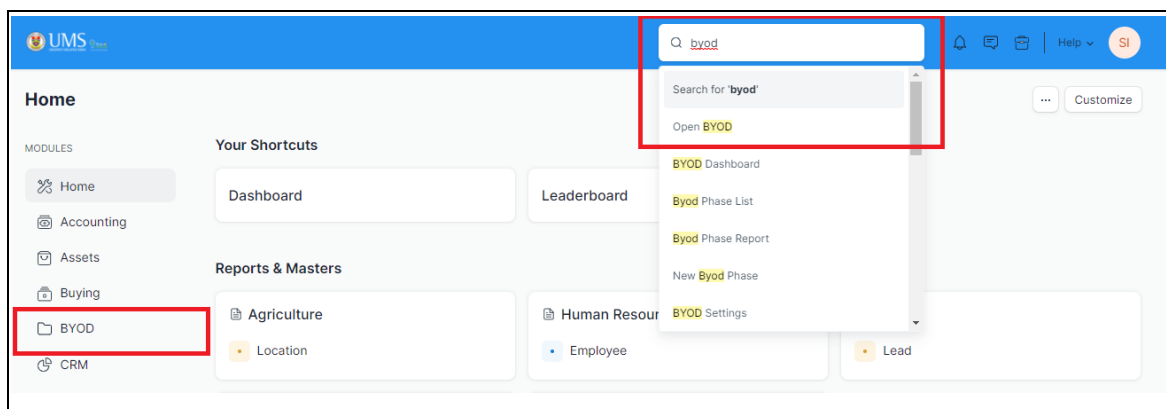 UMS
byod
Help
SI
Home
Customize
Search for 'byod'
Open BYOD
BYOD Dashboard
Byod Phase List
Byod Phase Report
New Byod Phase
BYOD Settings
MODULES
Home
Accounting
Assets
Buying
BYOD
CRM
Your Shortcuts
Dashboard
Leaderboard
Reports & Masters
Agriculture
Location
Human Resour
Employee
Lead